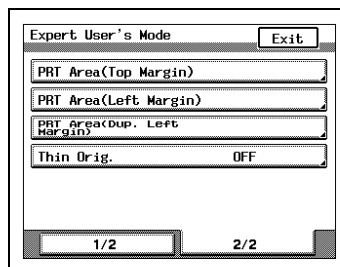 Expert User's Mode
Exit
PRT Area(Top Margin)
PRT Area(Left Margin)
PRT Area(Dup. Left
Margin)
Thin Orig. OFF
1/2 2/2